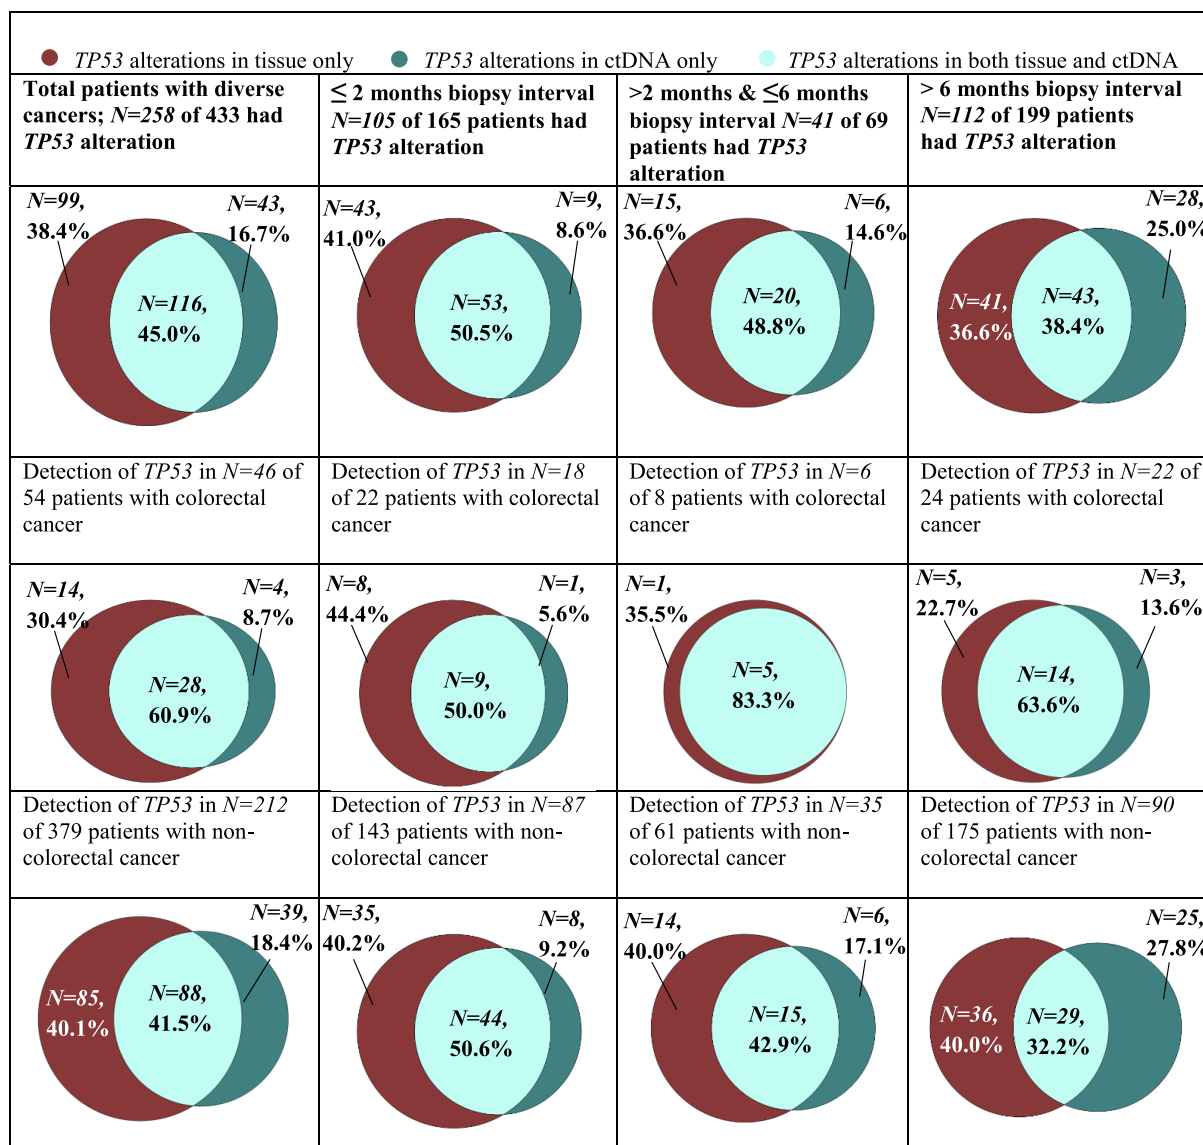 TP53 alterations in tissue only TP53 alterations in ctDNA only TP53 alterations in both tissue and ctDNA
Total patients with diverse
cancers; N=258 of 433 had
TP53 alteration
≤ 2 months biopsy interval
N=105 of 165 patients had
TP53 alteration
>2 months & ≤6 months
biopsy interval N=41 of 69
patients had TP53
alteration
> 6 months biopsy interval
N=112 of 199 patients
had TP53 alteration
N=99,
38.4%
N=43,
16.7%
N=116,
45.0%
N=43,
41.0%
N=9,
8.6%
N=53,
50.5%
N=15,
36.6%
N=6,
14.6%
N=20,
48.8%
N=28,
25.0%
N=41,
36.6%
N=43,
38.4%
Detection of TP53 in N=46 of
54 patients with colorectal
cancer
Detection of TP53 in N=18
of 22 patients with colorectal
cancer
Detection of TP53 in N=6
of 8 patients with colorectal
cancer
Detection of TP53 in N=22 of
24 patients with colorectal
cancer
N=14,
30.4%
N=4,
8.7%
N=28,
60.9%
N=8,
44.4%
N=1,
5.6%
N=9,
50.0%
N=1,
35.5%
N=5,
83.3%
N=5,
22.7%
N=3,
13.6%
N=14,
63.6%
Detection of TP53 in N=212
of 379 patients with non-
colorectal cancer
Detection of TP53 in N=87
of 143 patients with non-
colorectal cancer
Detection of TP53 in N=35
of 61 patients with non-
colorectal cancer
Detection of TP53 in N=90
of 175 patients with non-
colorectal cancer
N=39,
18.4%
N=85,
40.1%
N=88,
41.5%
N=35,
40.2%
N=8,
9.2%
N=44,
50.6%
N=14,
40.0%
N=6,
17.1%
N=15,
42.9%
N=25,
27.8%
N=36,
40.0%
N=29,
32.2%